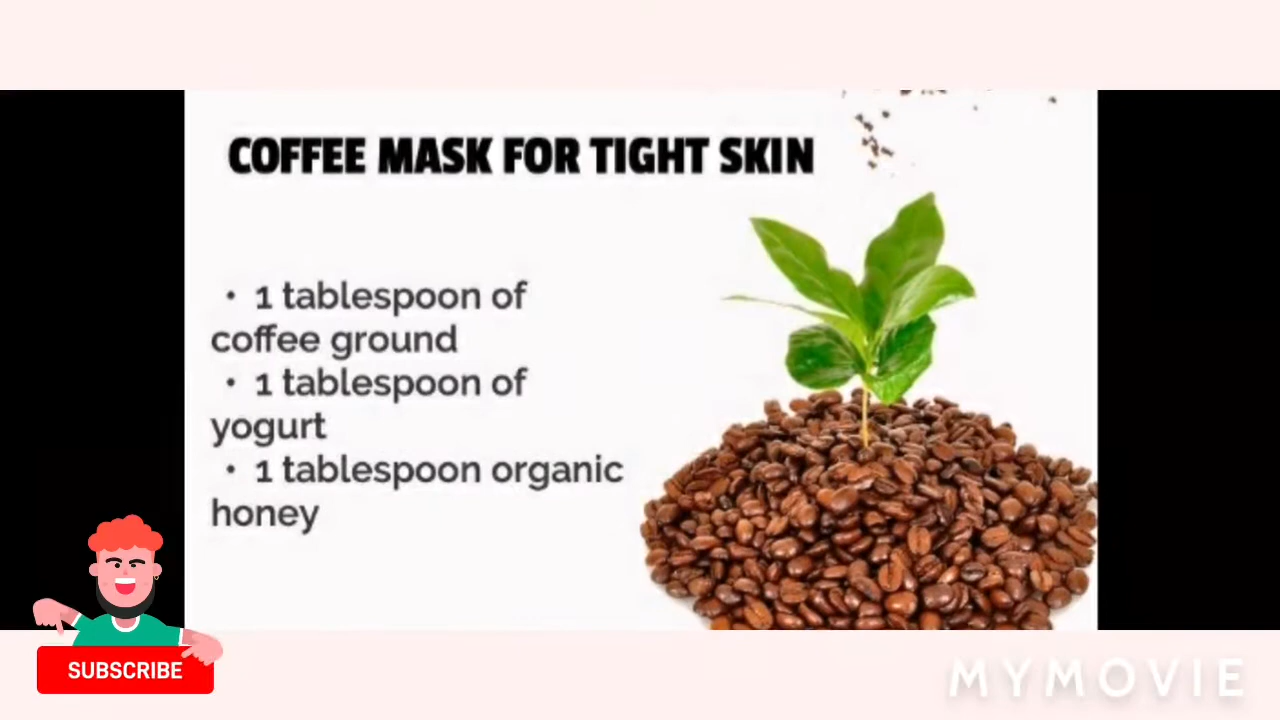 COFFEE MASK FOR TIGHT SKIN
• 1 tablespoon of
coffee ground
• 1 tablespoon of
yogurt
• 1 tablespoon organic
honey
SUBSCRIBE
MYMOVIE